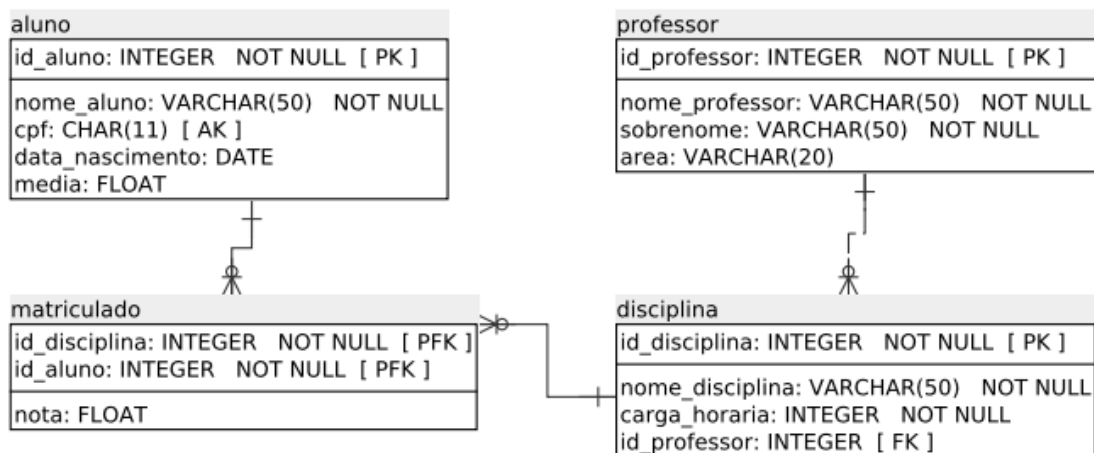 aluno
id_aluno: INTEGER NOT NULL [ PK ]
nome_aluno: VARCHAR(50) NOT NULL
cpf: CHAR(11) [ AK ]
data_nascimento: DATE
media: FLOAT
professor
id_professor: INTEGER NOT NULL [ PK ]
nome_professor: VARCHAR(50) NOT NULL
sobrenome: VARCHAR(50) NOT NULL
area: VARCHAR(20)
matriculado
id_disciplina: INTEGER NOT NULL [ PFK ]
id_aluno: INTEGER NOT NULL [ PFK ]
nota: FLOAT
disciplina
id_disciplina: INTEGER NOT NULL [ PK ]
nome_disciplina: VARCHAR(50) NOT NULL
carga_horaria: INTEGER NOT NULL
id_professor: INTEGER [ FK ]